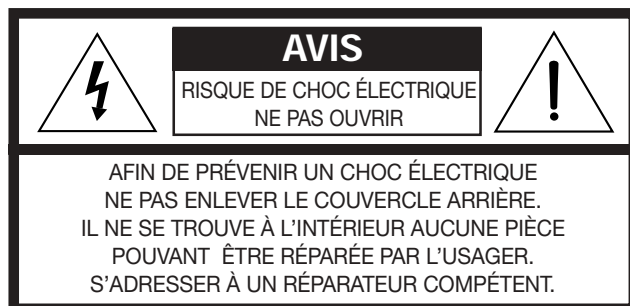 AVIS
RISQUE DE CHOC ÉLECTRIQUE
NE PAS OUVRIR
AFIN DE PRÉVENIR UN CHOC ÉLECTRIQUE
NE PAS ENLEVER LE COUVERCLE ARRIÈRE.
IL NE SE TROUVE À L'INTÉRIEUR AUCUNE PIÈCE
POUVANT ÊTRE RÉPARÉE PAR L'USAGER.
S'ADRESSER À UN RÉPARATEUR COMPÉTENT.